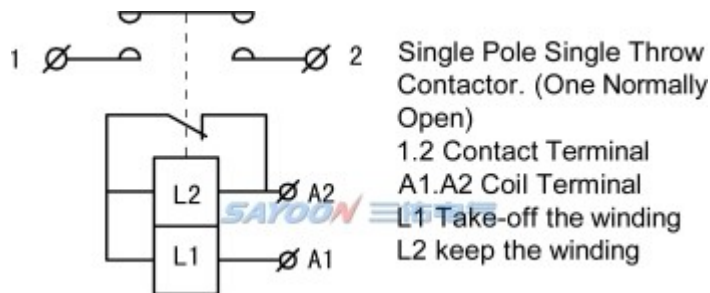 1
2
Single Pole Single Throw
Contactor. (One Normally
Open)
1.2 Contact Terminal
A1.A2 Coil Terminal
L1 Take-off the winding
L2 keep the winding
L2
A2
SAYOON
L1
A1